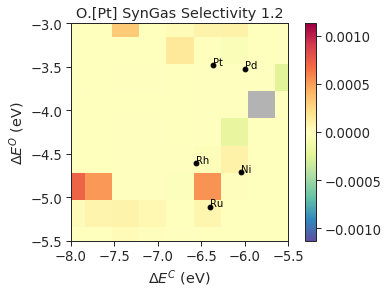 O.[Pt] SynGas Selectivity 1.2
−3.0
−3.5
−4.0
−4.5
−5.0
−5.5
ΔE^O (eV)
Pt
Pd
Rh
Ni
Ru
−8.0 −7.5 −7.0 −6.5 −6.0 −5.5
ΔE^C (eV)
0.0010
0.0005
0.0000
−0.0005
−0.0010